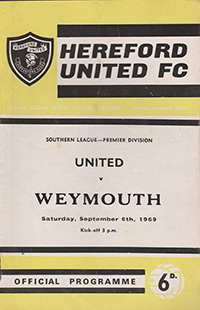 HEREFORD
UNITED FC
SOUTHERN LEAGUE—PREMIER DIVISION
UNITED
v
WEYMOUTH
Saturday, September 6th, 1969
Kick-off 3 p.m.
OFFICIAL PROGRAMME
6D.